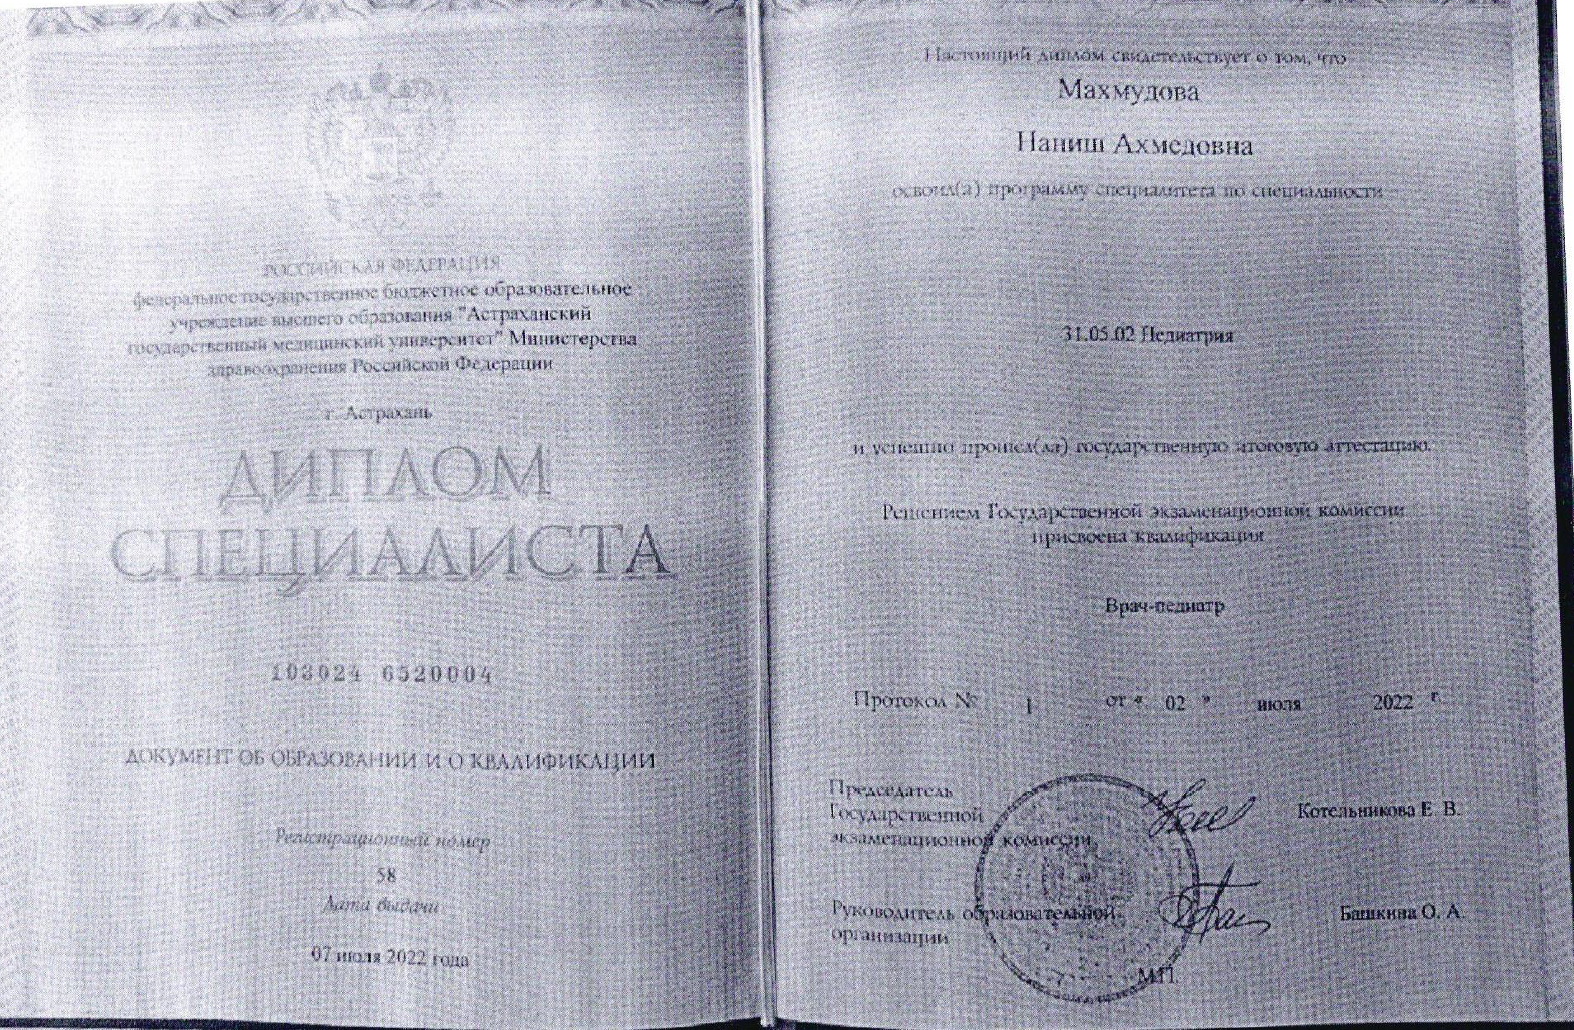 РОССИЙСКАЯ ФЕДЕРАЦИЯ
федеральное государственное бюджетное образовательное
учреждение высшего образования "Астраханский
государственный медицинский университет" Министерства
здравоохранения Российской Федерации
г. Астрахань
ДИПЛОМ
СПЕЦИАЛИСТА
103024 6520004
ДОКУМЕНТ ОБ ОБРАЗОВАНИИ И О КВАЛИФИКАЦИИ
Регистрационный номер
58
Дата выдачи
07 июля 2022 года
Настоящий диплом свидетельствует о том, что
Махмудова
Наниш Ахмедовна
освоил(а) программу специалитета по специальности
31.05.02 Педиатрия
и успешно прошел(ла) государственную итоговую аттестацию.
Решением Государственной экзаменационной комиссии
присвоена квалификация
Врач-педиатр
Протокол № 1 от « 02 » июля 2022 г.
Председатель
Государственной
экзаменационной комиссии
Котельникова Е. В.
Руководитель образовательной
организации
Башкина О. А.
М.П.